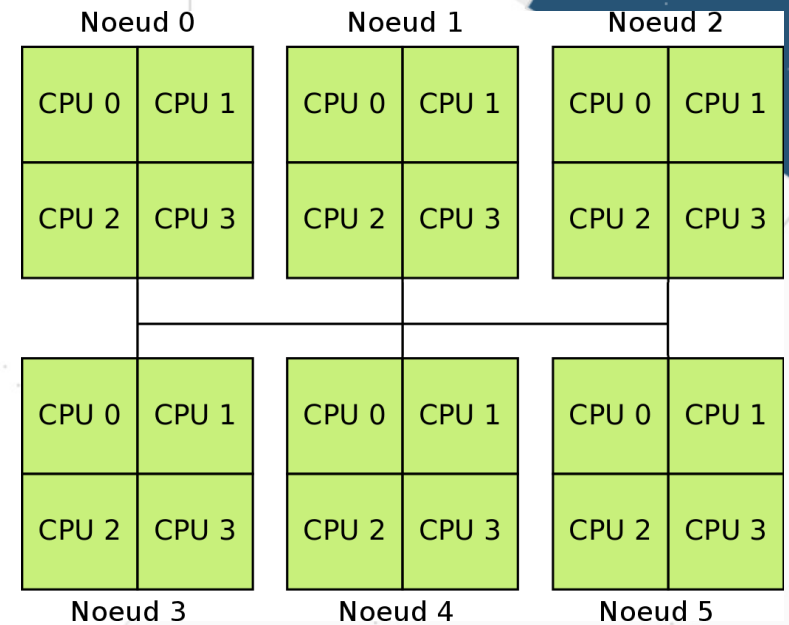 Noeud 0 Noeud 1 Noeud 2
CPU 0 CPU 1 CPU 0 CPU 1 CPU 0 CPU 1
CPU 2 CPU 3 CPU 2 CPU 3 CPU 2 CPU 3
CPU 0 CPU 1 CPU 0 CPU 1 CPU 0 CPU 1
CPU 2 CPU 3 CPU 2 CPU 3 CPU 2 CPU 3
Noeud 3 Noeud 4 Noeud 5